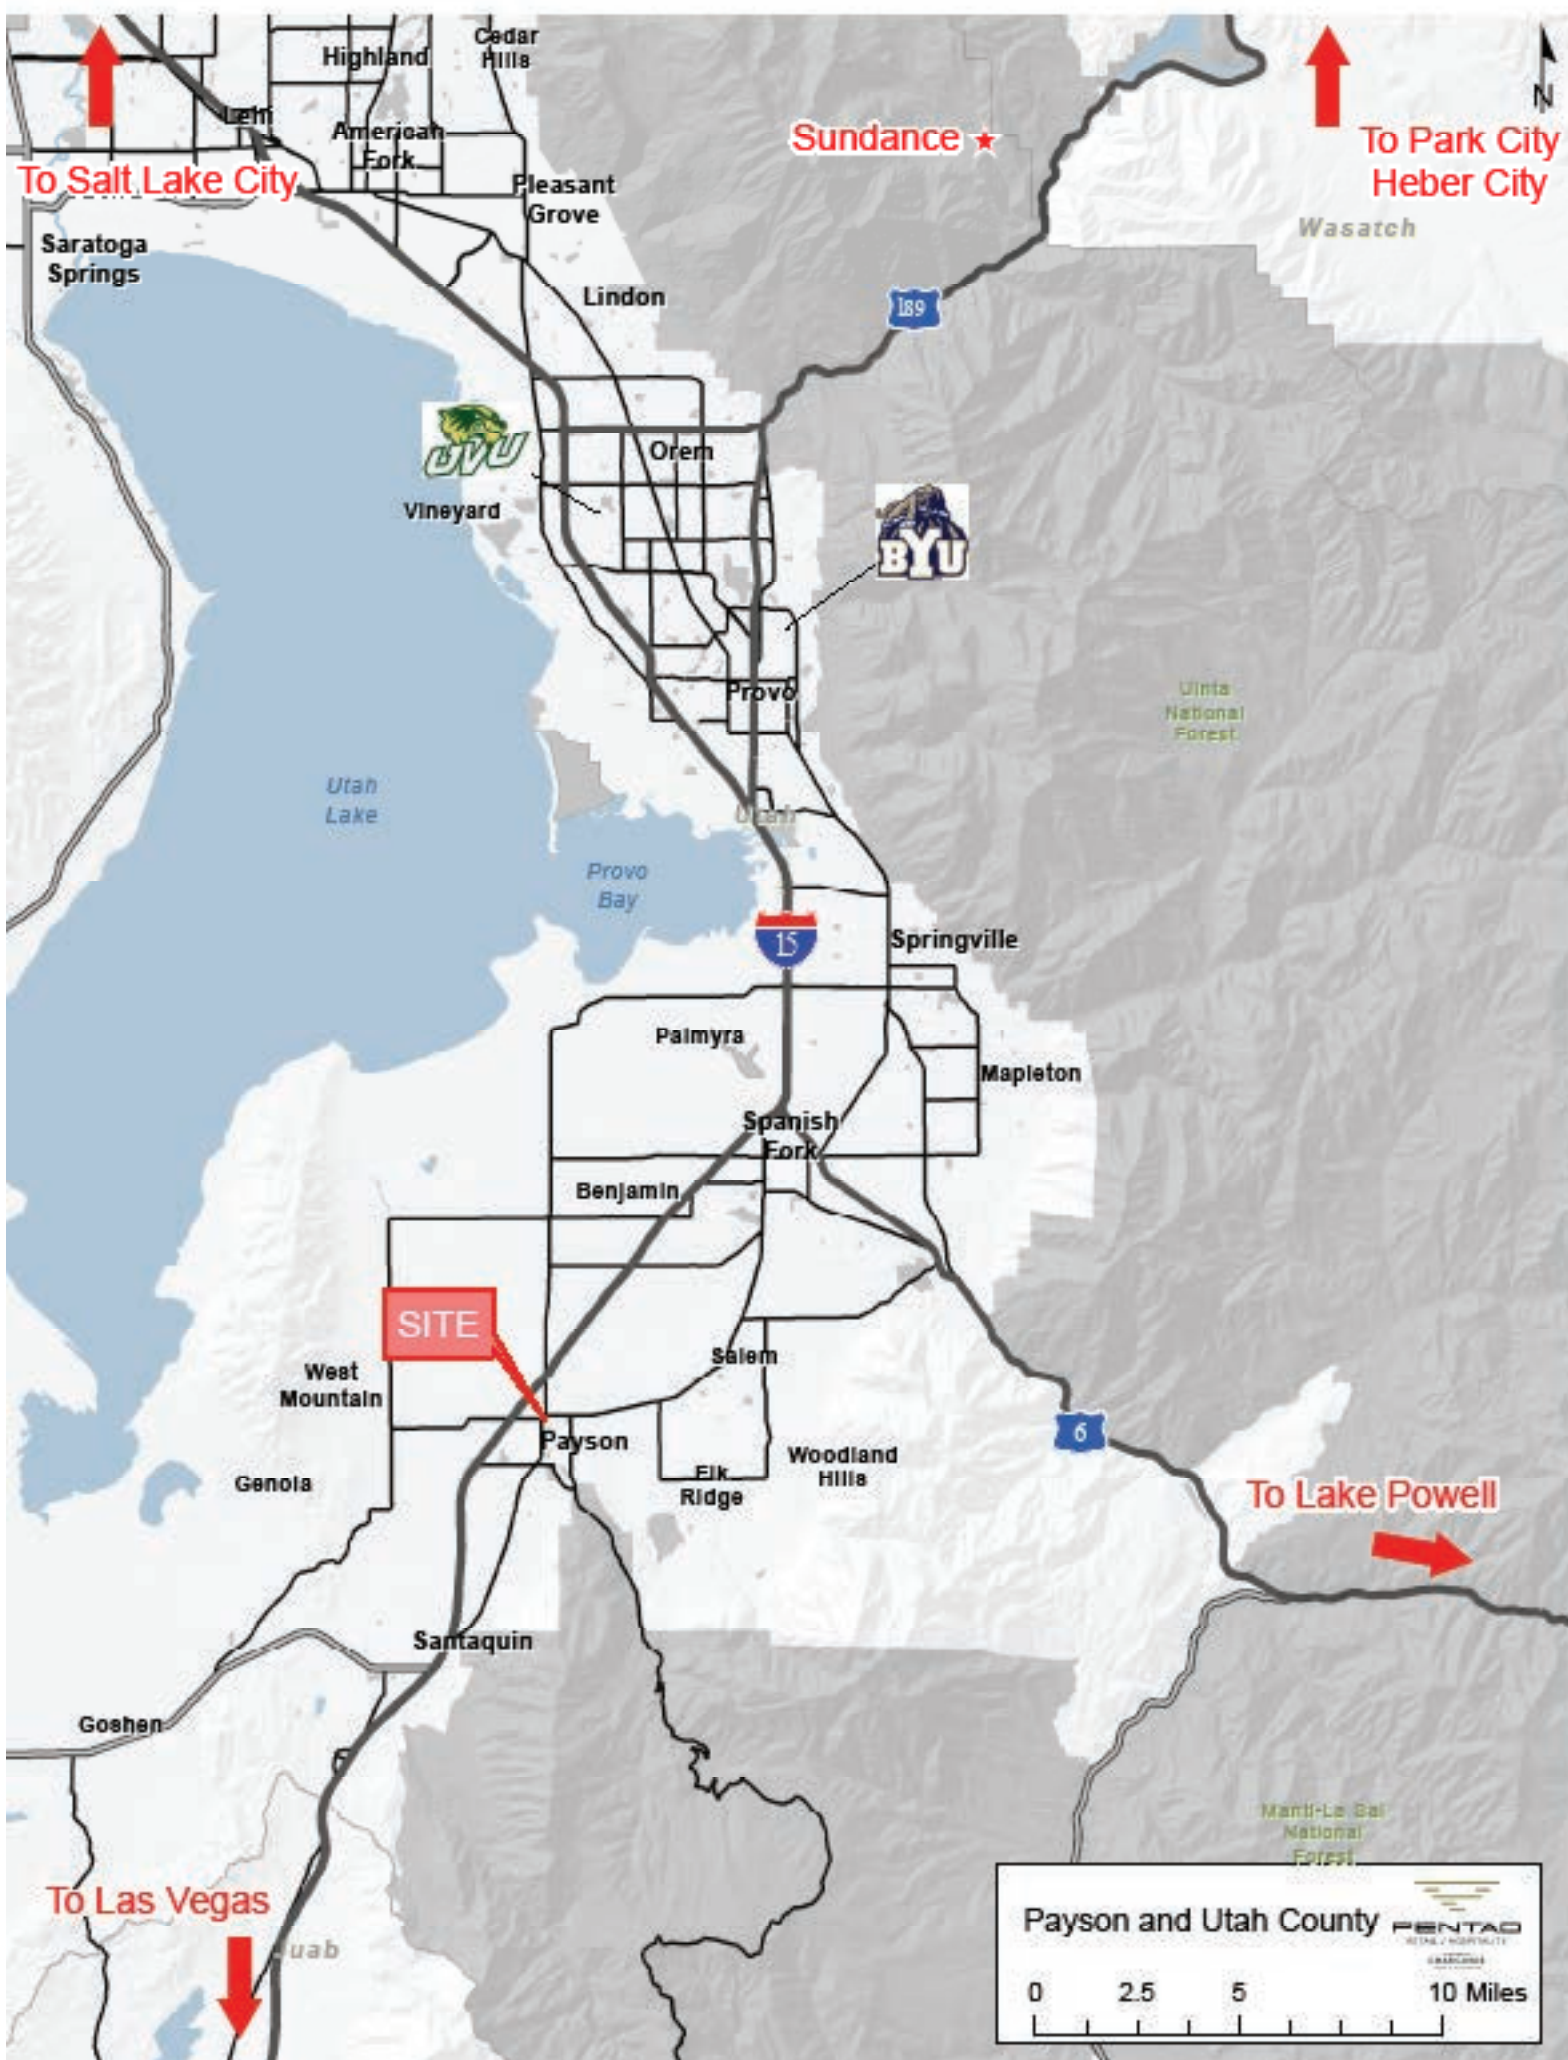 Highland
Cedar
Hills
Lehi
American
Fork
Sundance
N
To Park City
Heber City
To Salt Lake City
Pleasant
Grove
Wasatch
Saratoga
Springs
Lindon
189
UVU
Orem
Vineyard
BYU
Provo
Uinta
National
Forest
Utah
Lake
Utah
Provo
Bay
15
Springville
Palmyra
Mapleton
Spanish
Fork
Benjamin
SITE
West
Mountain
Salem
Payson
6
Genola
Elk
Ridge
Woodland
Hills
To Lake Powell
Santaquin
Goshen
Manti-La Sal
National
Forest
To Las Vegas
Juab
Payson and Utah County
PENTAD
0 2.5 5 10 Miles